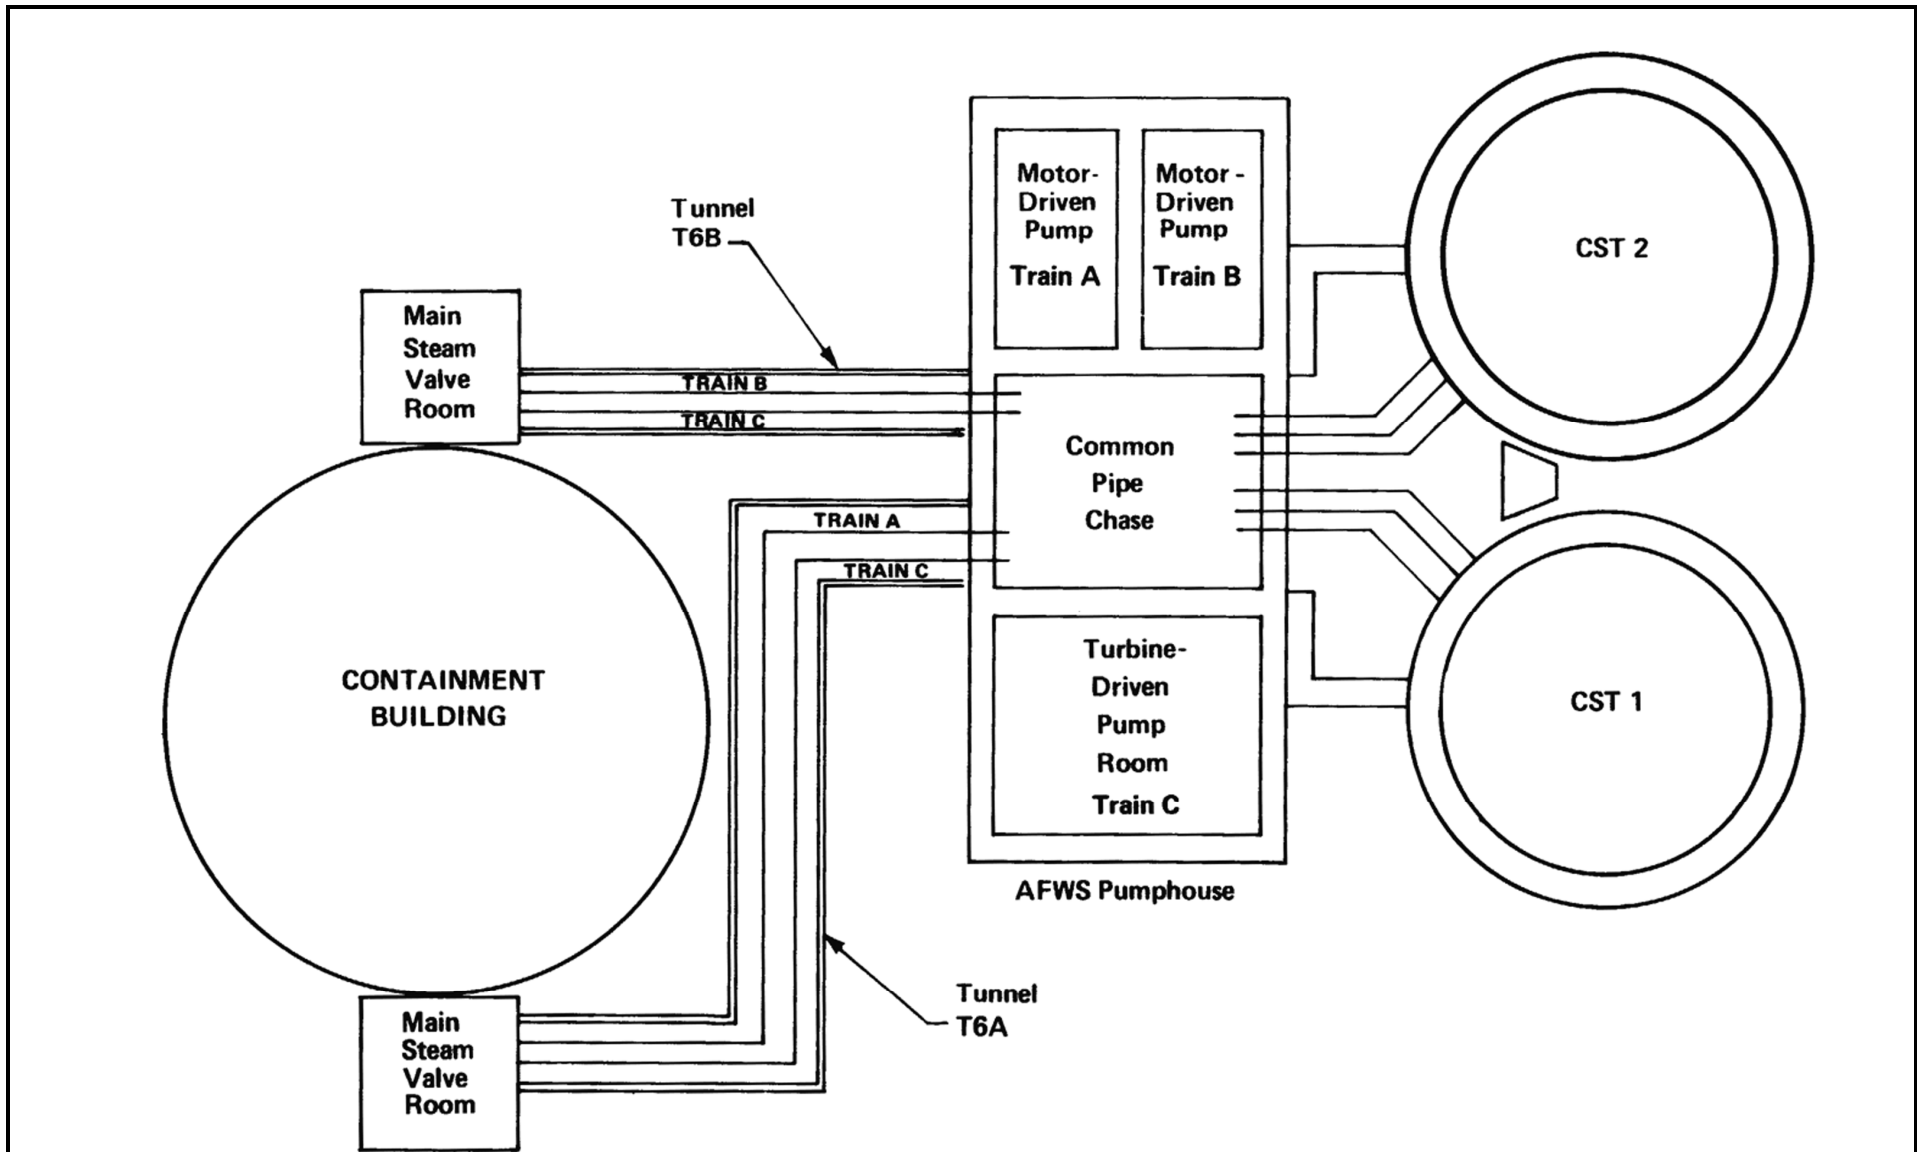 Motor-
Driven
Pump
Train A
Motor -
Driven
Pump
Train B
CST 2
Tunnel
T6B
Main
Steam
Valve
Room
TRAIN B
TRAIN C
Common
Pipe
Chase
TRAIN A
TRAIN C
CONTAINMENT
BUILDING
Turbine-
Driven
Pump
Room
Train C
CST 1
AFWS Pumphouse
Tunnel
T6A
Main
Steam
Valve
Room